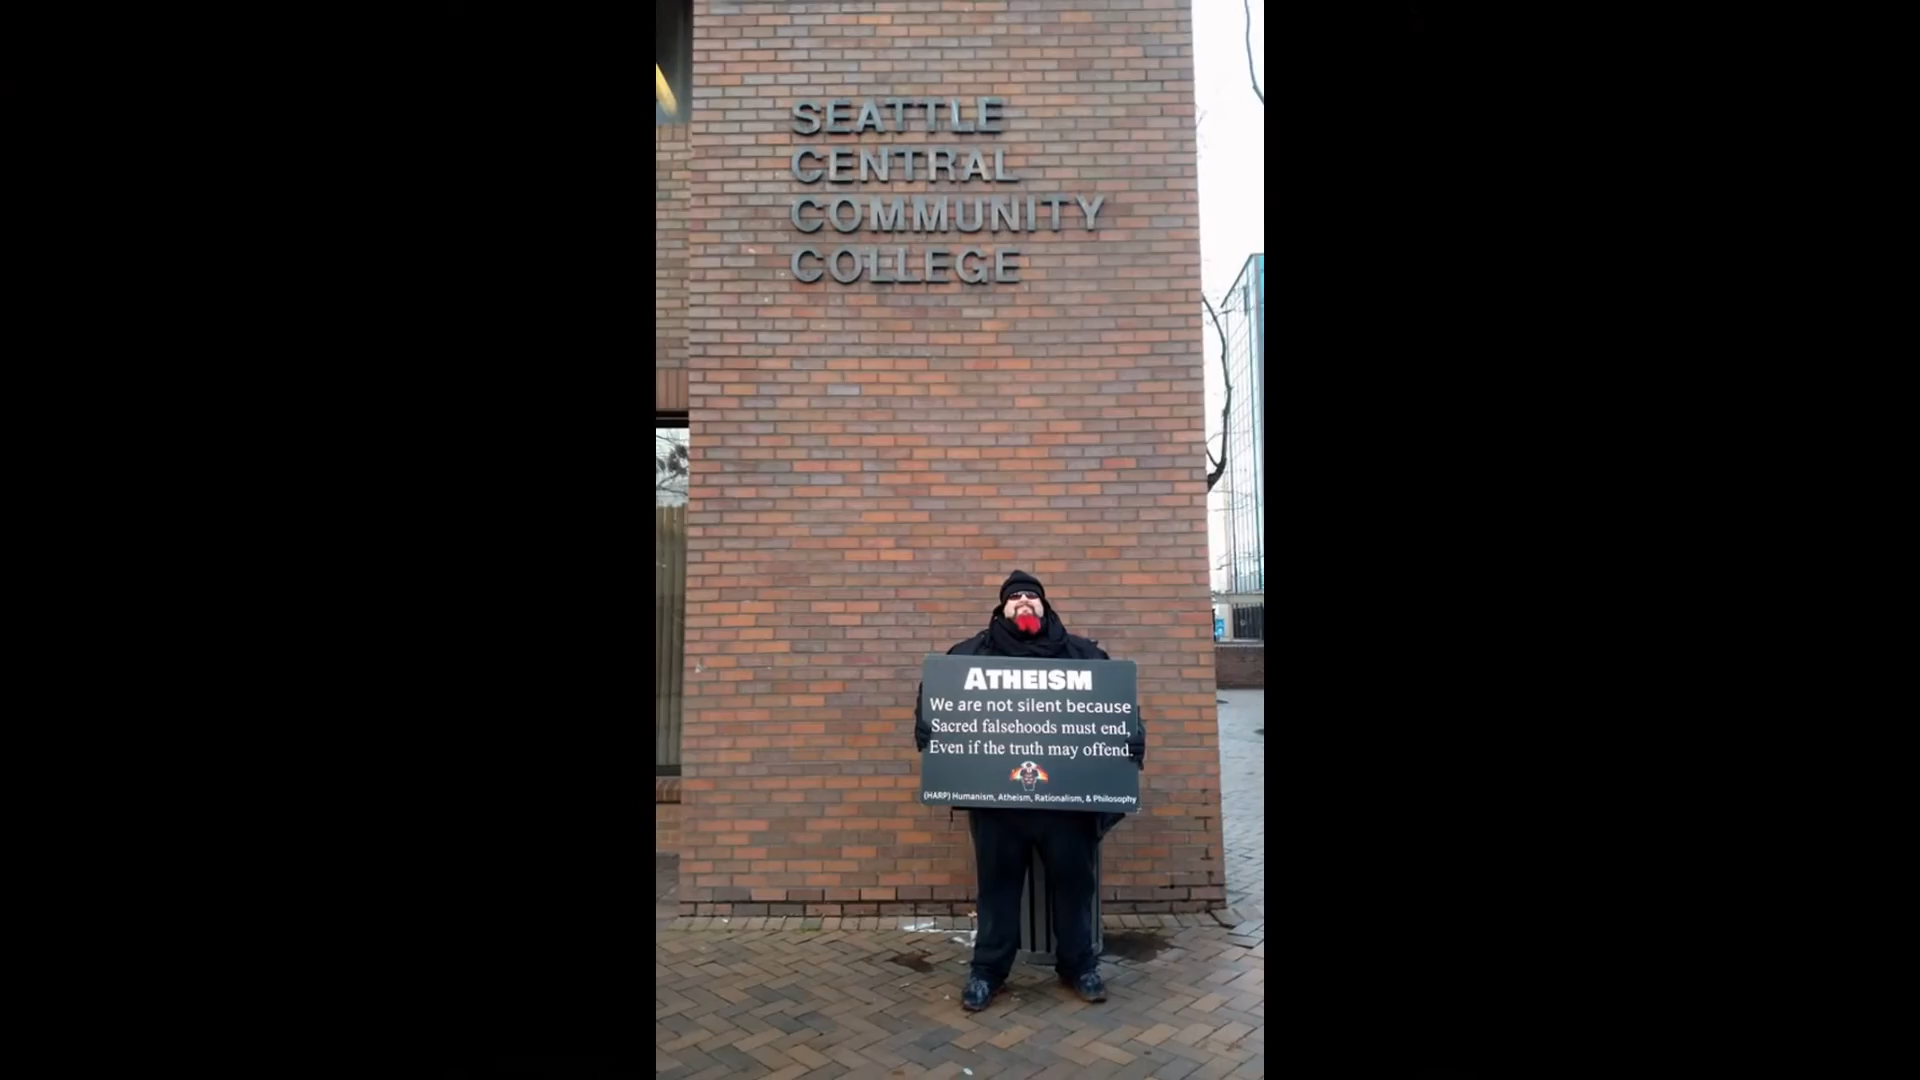 SEATTLE
CENTRAL
COMMUNITY
COLLEGE
ATHEISM
We are not silent because
Sacred falsehoods must end,
Even if the truth may offend.
(HARP) Humanism, Atheism, Rationalism, & Philosophy